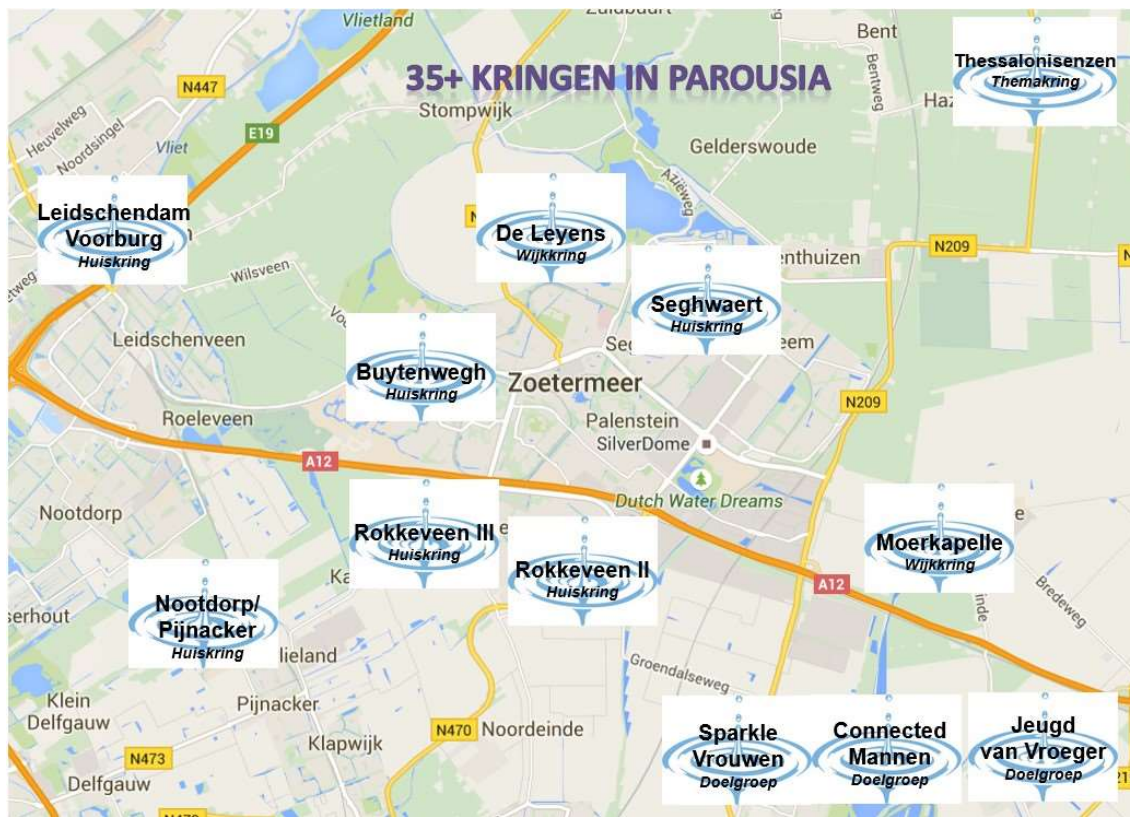 35+ KRINGEN IN PAROUSIA
Thessalonisenzen
Themakring
Leidschendam
Voorburg
Huiskring
De Leyens
Wijkkring
Seghwaert
Huiskring
Buytenwegh
Huiskring
Rokkeveen III
Huiskring
Rokkeveen II
Huiskring
Moerkapelle
Wijkkring
Nootdorp/
Pijnacker
Huiskring
Sparkle
Vrouwen
Doelgroep
Connected
Mannen
Doelgroep
Jeugd
van Vroeger
Doelgroep
Vlietland
Bent
Bentweg
N447
Stompwijk
Heuvelweg
Noordsingel
E19
Vliet
Gelderswoude
Aziëweg
N209
Wilsveen
Leidschenveen
Zoetermeer
N209
Roeleveen
Palenstein
SilverDome
A12
Dutch Water Dreams
Nootdorp
A12
Bredeweg
Groendalseweg
Klein
Delfgauw
Pijnacker
N470
Noordeinde
Klapwijk
N473
Delfgauw